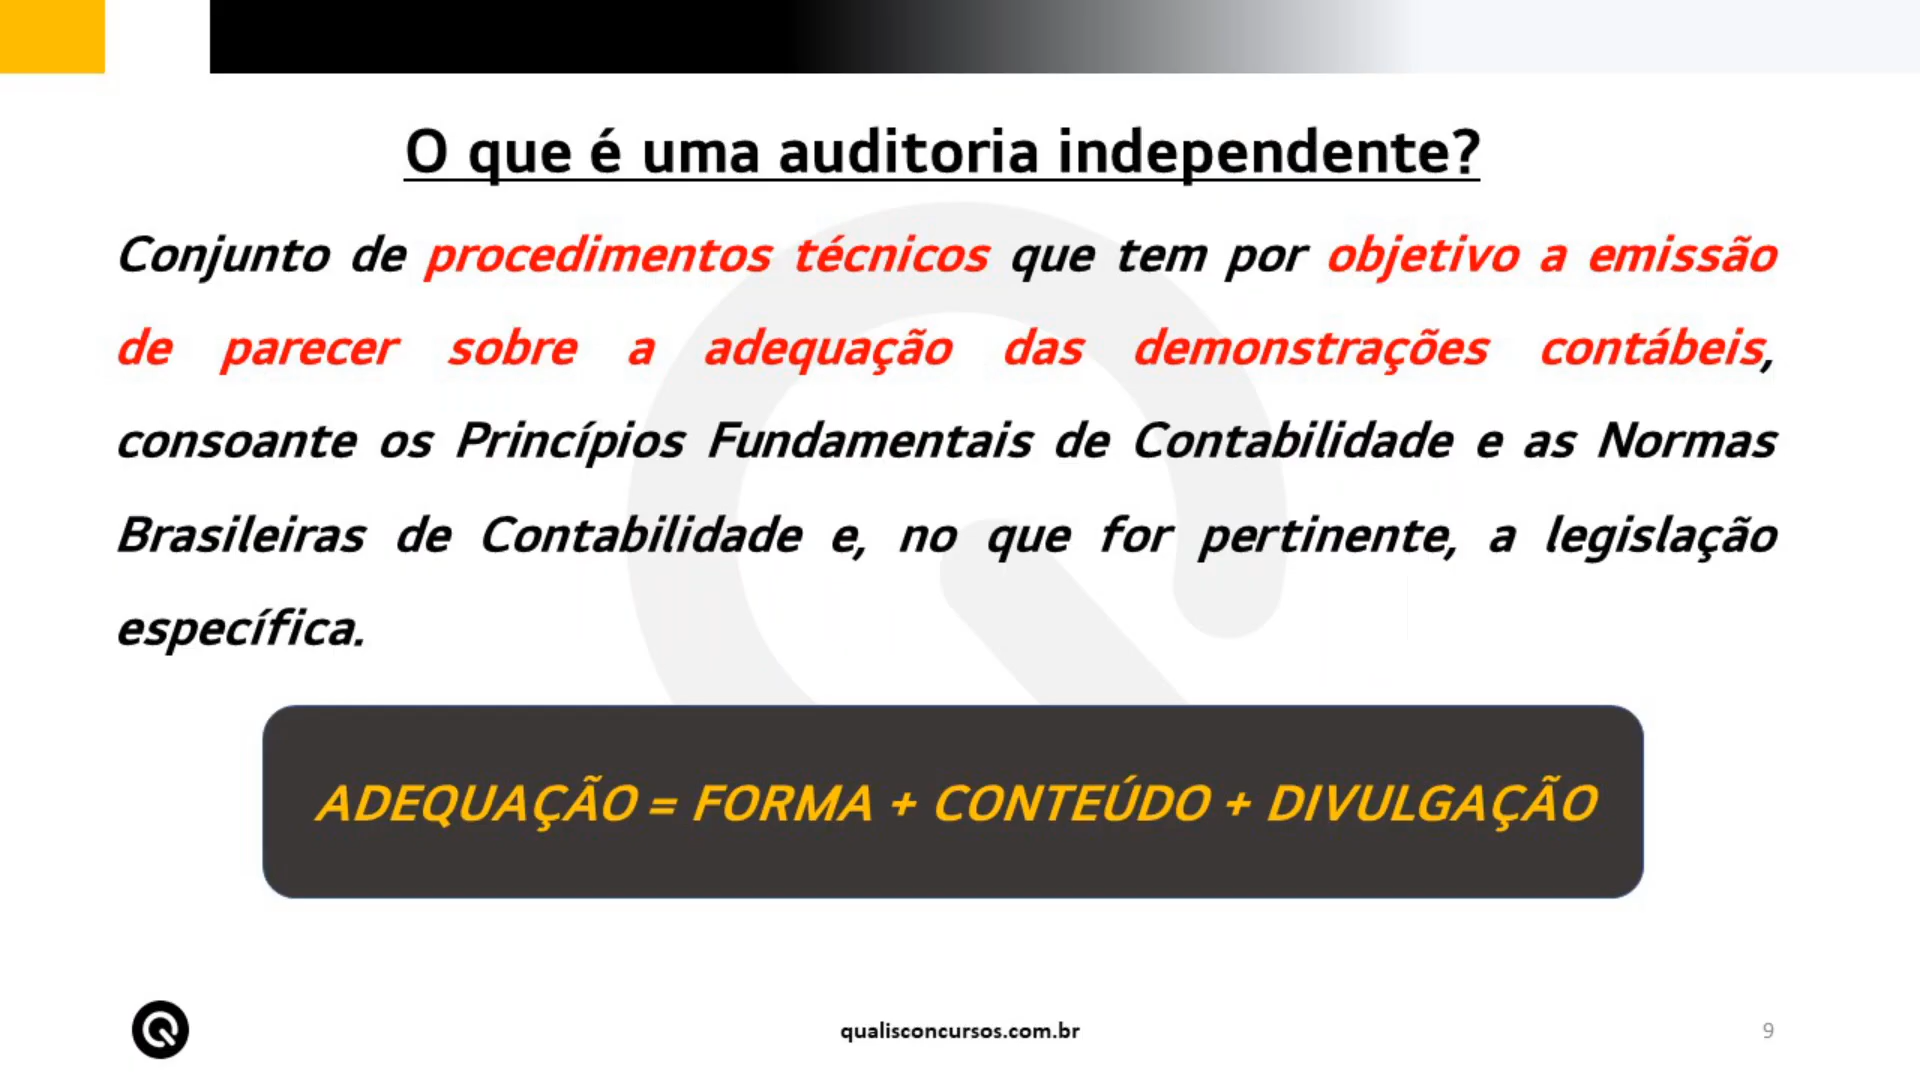 O que é uma auditoria independente?
Conjunto de procedimentos técnicos que tem por objetivo a emissão
de parecer sobre a adequação das demonstrações contábeis,
consoante os Princípios Fundamentais de Contabilidade e as Normas
Brasileiras de Contabilidade e, no que for pertinente, a legislação
específica.
ADEQUAÇÃO = FORMA + CONTEÚDO + DIVULGAÇÃO
qualisconcursos.com.br
9